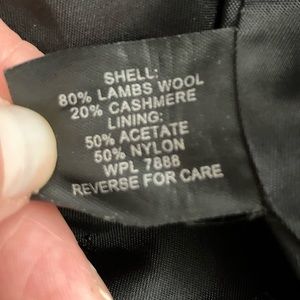 SHELL:
80% LAMBS WOOL
20% CASHMERE
LINING:
50% ACETATE
50% NYLON
WPL 7888
REVERSE FOR CARE